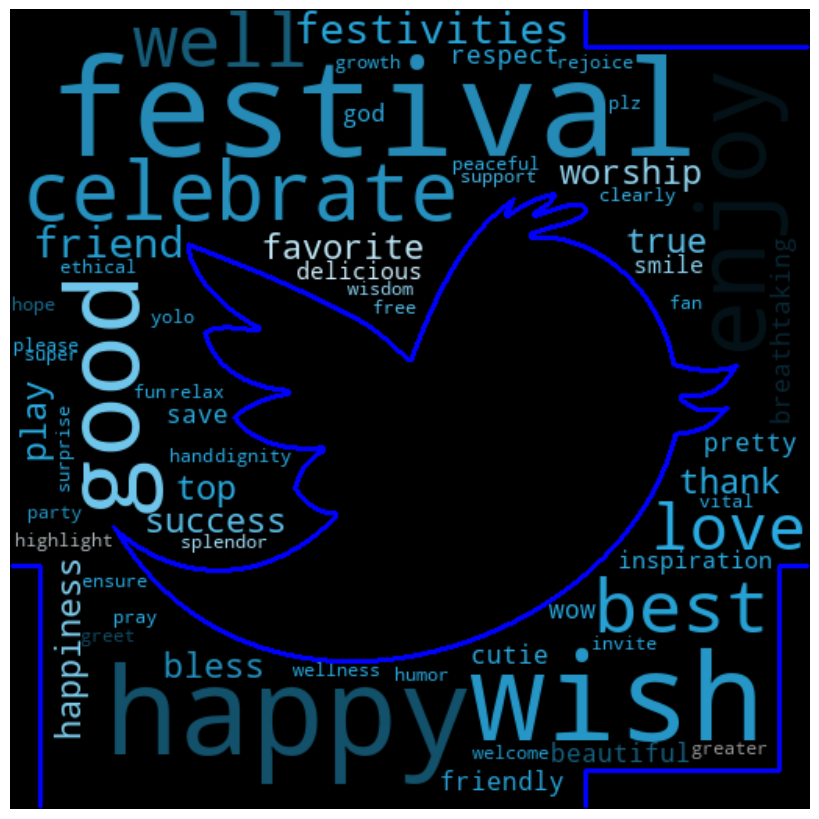 well
festivities
growth
respect
rejoice
festival
god
plz
enjoy
celebrate
peaceful
support
worship
clearly
friend
favorite
true
ethical
delicious
smile
wisdom
free
breathtaking
hope
good
yolo
fan
please
super
play
fun
relax
surprise
save
pretty
hand
dignity
top
thank
vital
party
success
love
highlight
splendor
inspiration
happiness
ensure
best
pray
wow
greet
invite
bless
wellness
humor
cutie
happy
wish
welcome
beautiful
greater
friendly